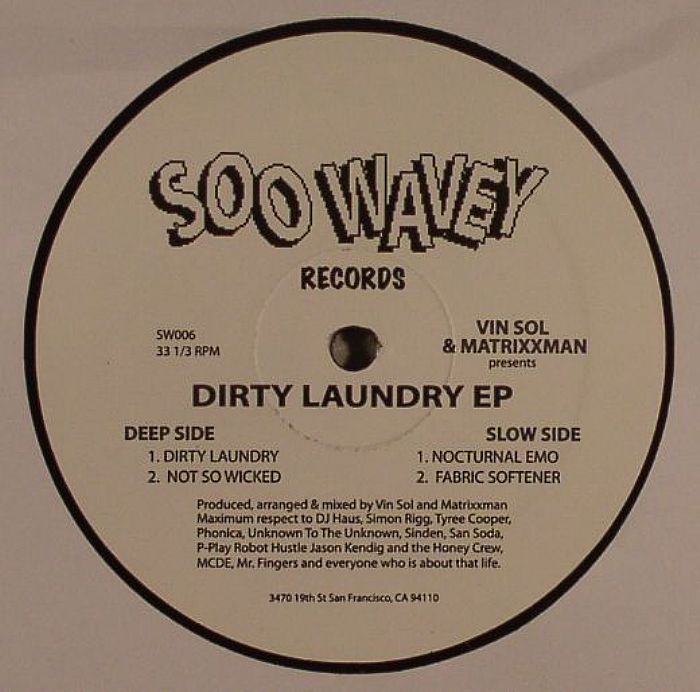 SOO WAVEY
RECORDS
SW006
33 1/3 RPM
VIN SOL
& MATRIXXMAN
presents
DIRTY LAUNDRY EP
DEEP SIDE
1. DIRTY LAUNDRY
2. NOT SO WICKED
SLOW SIDE
1. NOCTURNAL EMO
2. FABRIC SOFTENER
Produced, arranged & mixed by Vin Sol and Matrixxman
Maximum respect to DJ Haus, Simon Rigg, Tyree Cooper,
Phonica, Unknown To The Unknown, Sinden, San Soda,
P-Play Robot Hustle Jason Kendig and the Honey Crew,
MCDE, Mr. Fingers and everyone who is about that life.
3470 19th St San Francisco, CA 94110